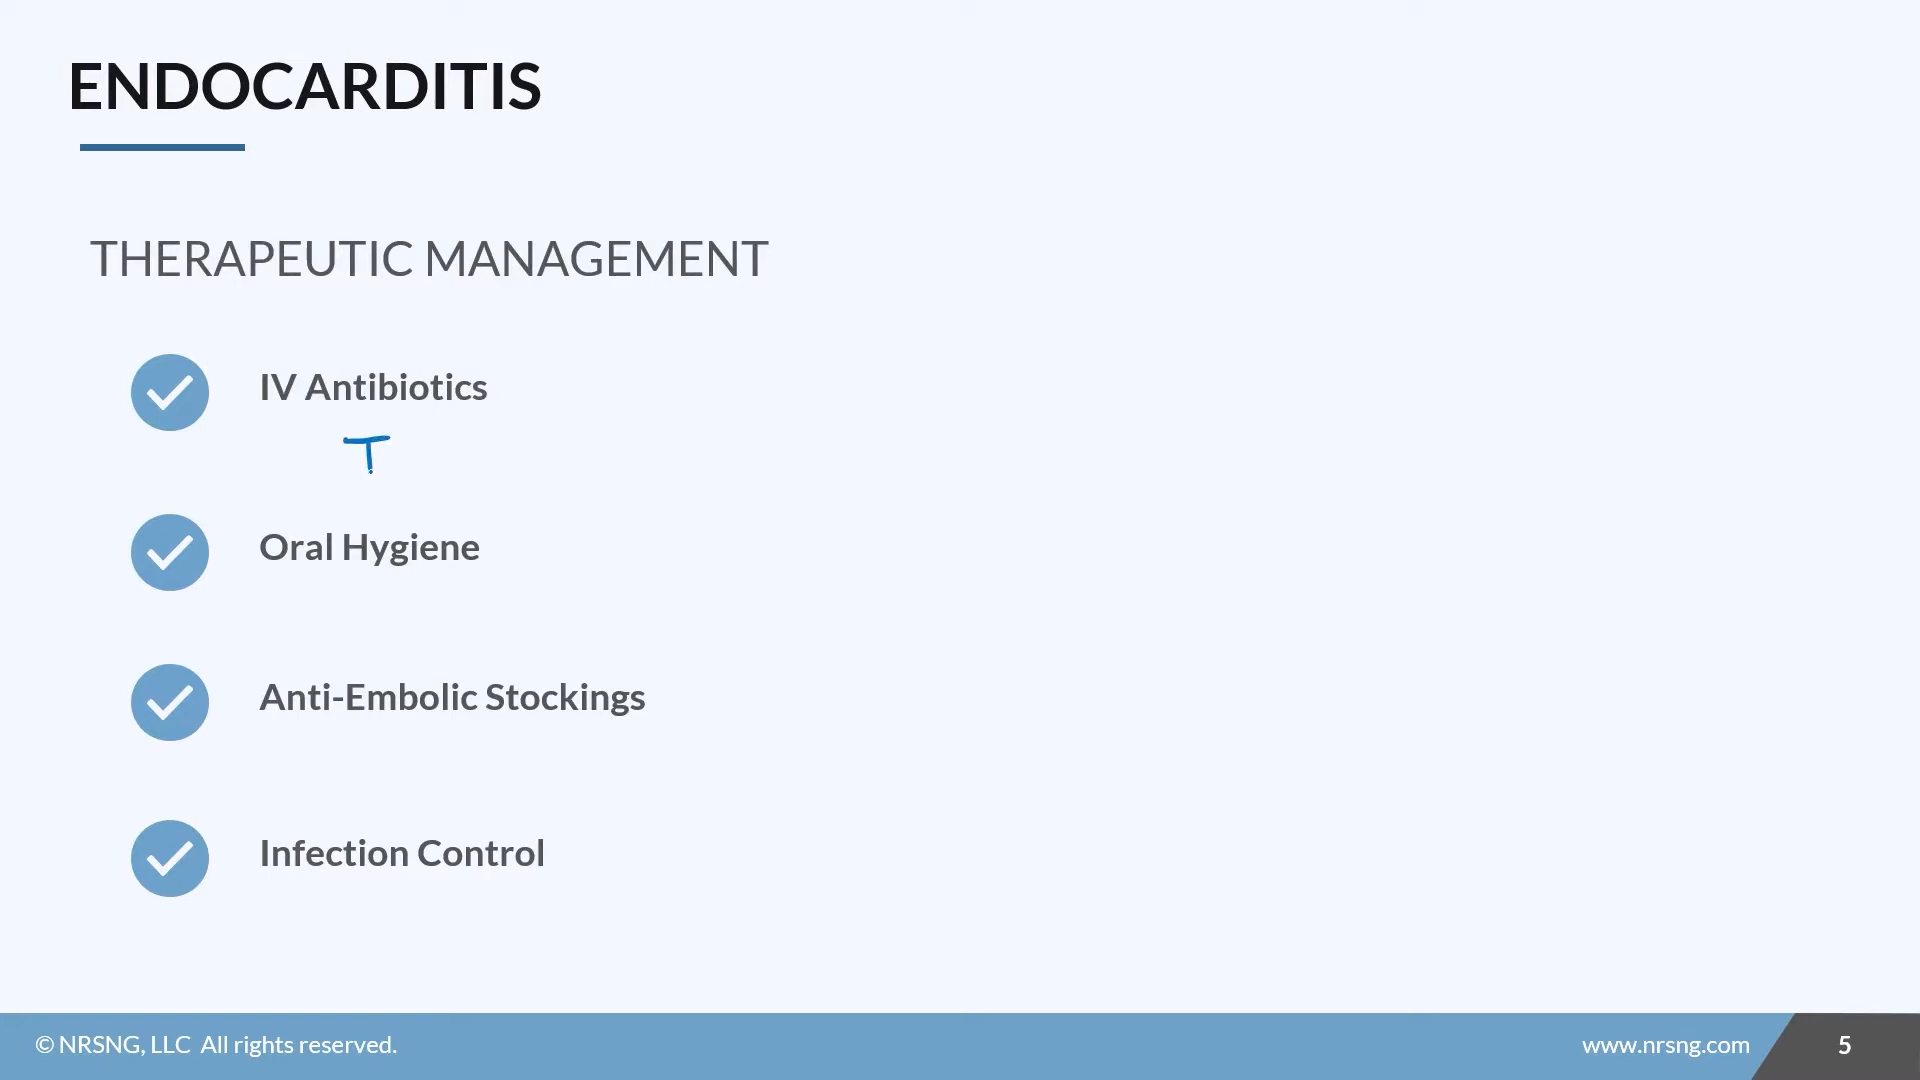 ENDOCARDITIS
THERAPEUTIC MANAGEMENT
IV Antibiotics
T
Oral Hygiene
Anti-Embolic Stockings
Infection Control
© NRSNG, LLC All rights reserved.
www.nrsng.com
5